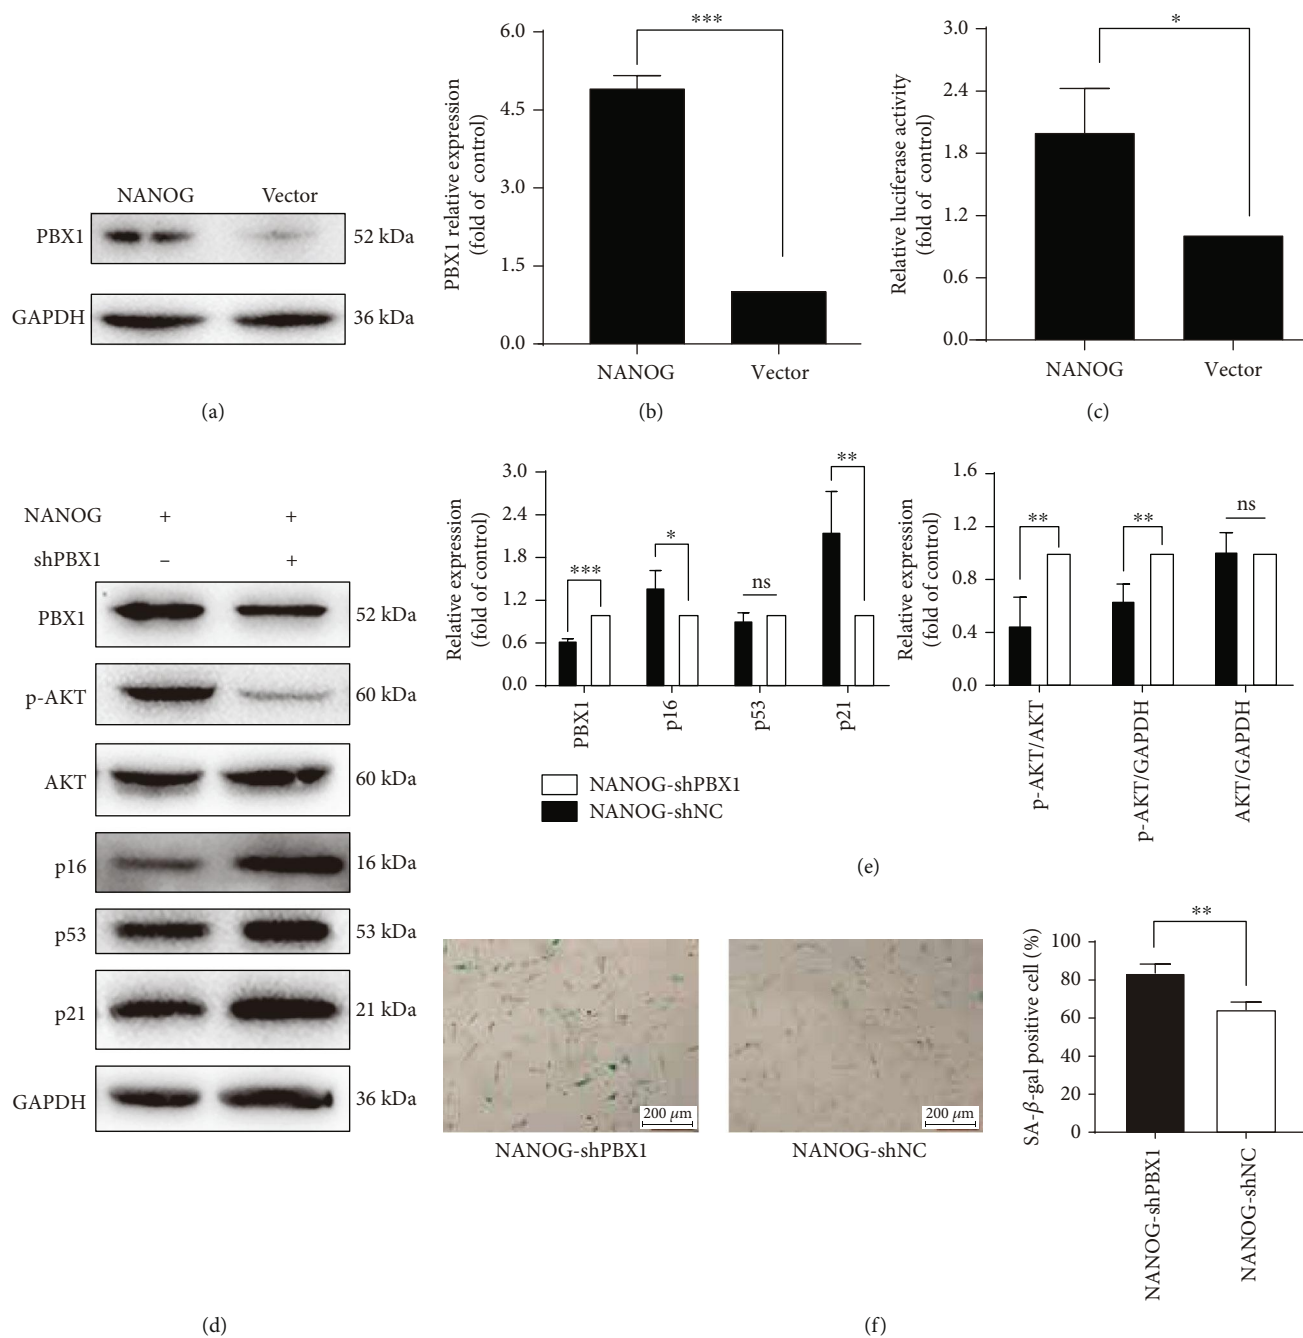 NANOG Vector
PBX1 52 kDa
GAPDH 36 kDa
(a)
PBX1 relative expression
(fold of control)
6.0
4.5
3.0
1.5
0.0
***
NANOG Vector
(b)
Relative luciferase activity
(fold of control)
3.0
2.4
1.8
1.2
0.6
0.0
*
NANOG Vector
(c)
NANOG + +
shPBX1 – +
PBX1 52 kDa
p-AKT 60 kDa
AKT 60 kDa
p16 16 kDa
p53 53 kDa
p21 21 kDa
GAPDH 36 kDa
(d)
Relative expression
(fold of control)
3.0
2.4
1.8
1.2
0.6
0.0
*** * ns **
PBX1 p16 p53 p21
NANOG-shPBX1
NANOG-shNC
Relative expression
(fold of control)
1.6
1.2
0.8
0.4
0.0
** ** ns
p-AKT/AKT p-AKT/GAPDH AKT/GAPDH
(e)
200 μm
NANOG-shPBX1
200 μm
NANOG-shNC
SA-β-gal positive cell (%)
100
80
60
40
20
0
**
NANOG-shPBX1 NANOG-shNC
(f)